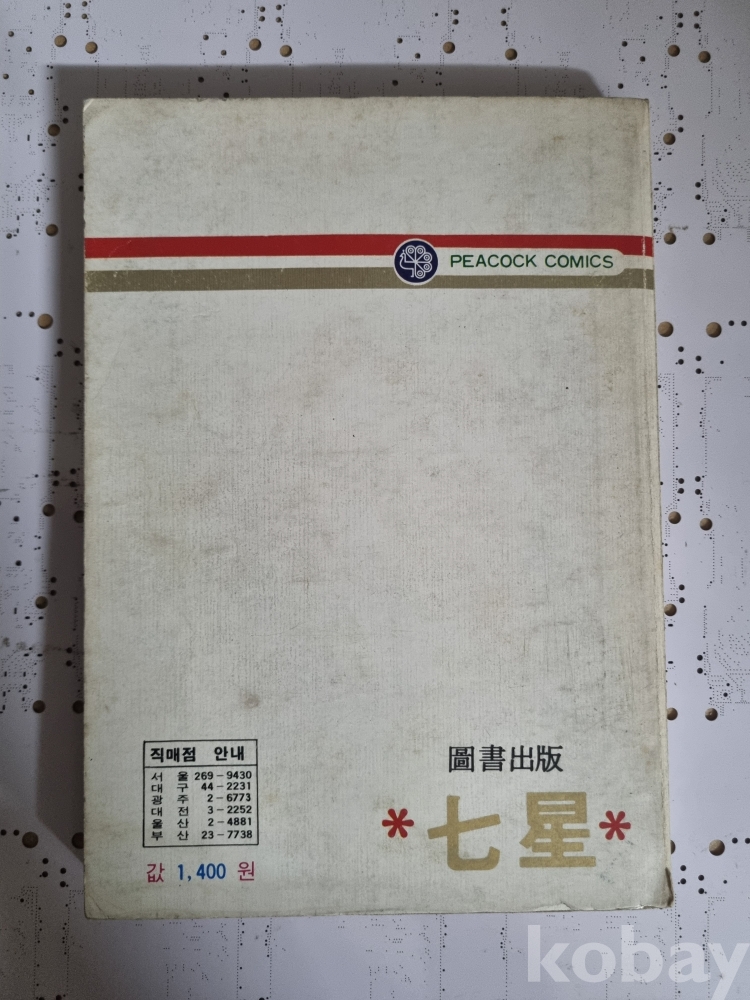 PEACOCK COMICS
직매점 안내
서울 269-9430
대구 44-2231
광주 2-6773
대전 3-2252
울산 2-4881
부산 23-7738
값 1,400 원
圖書出版
*七星*
kobay